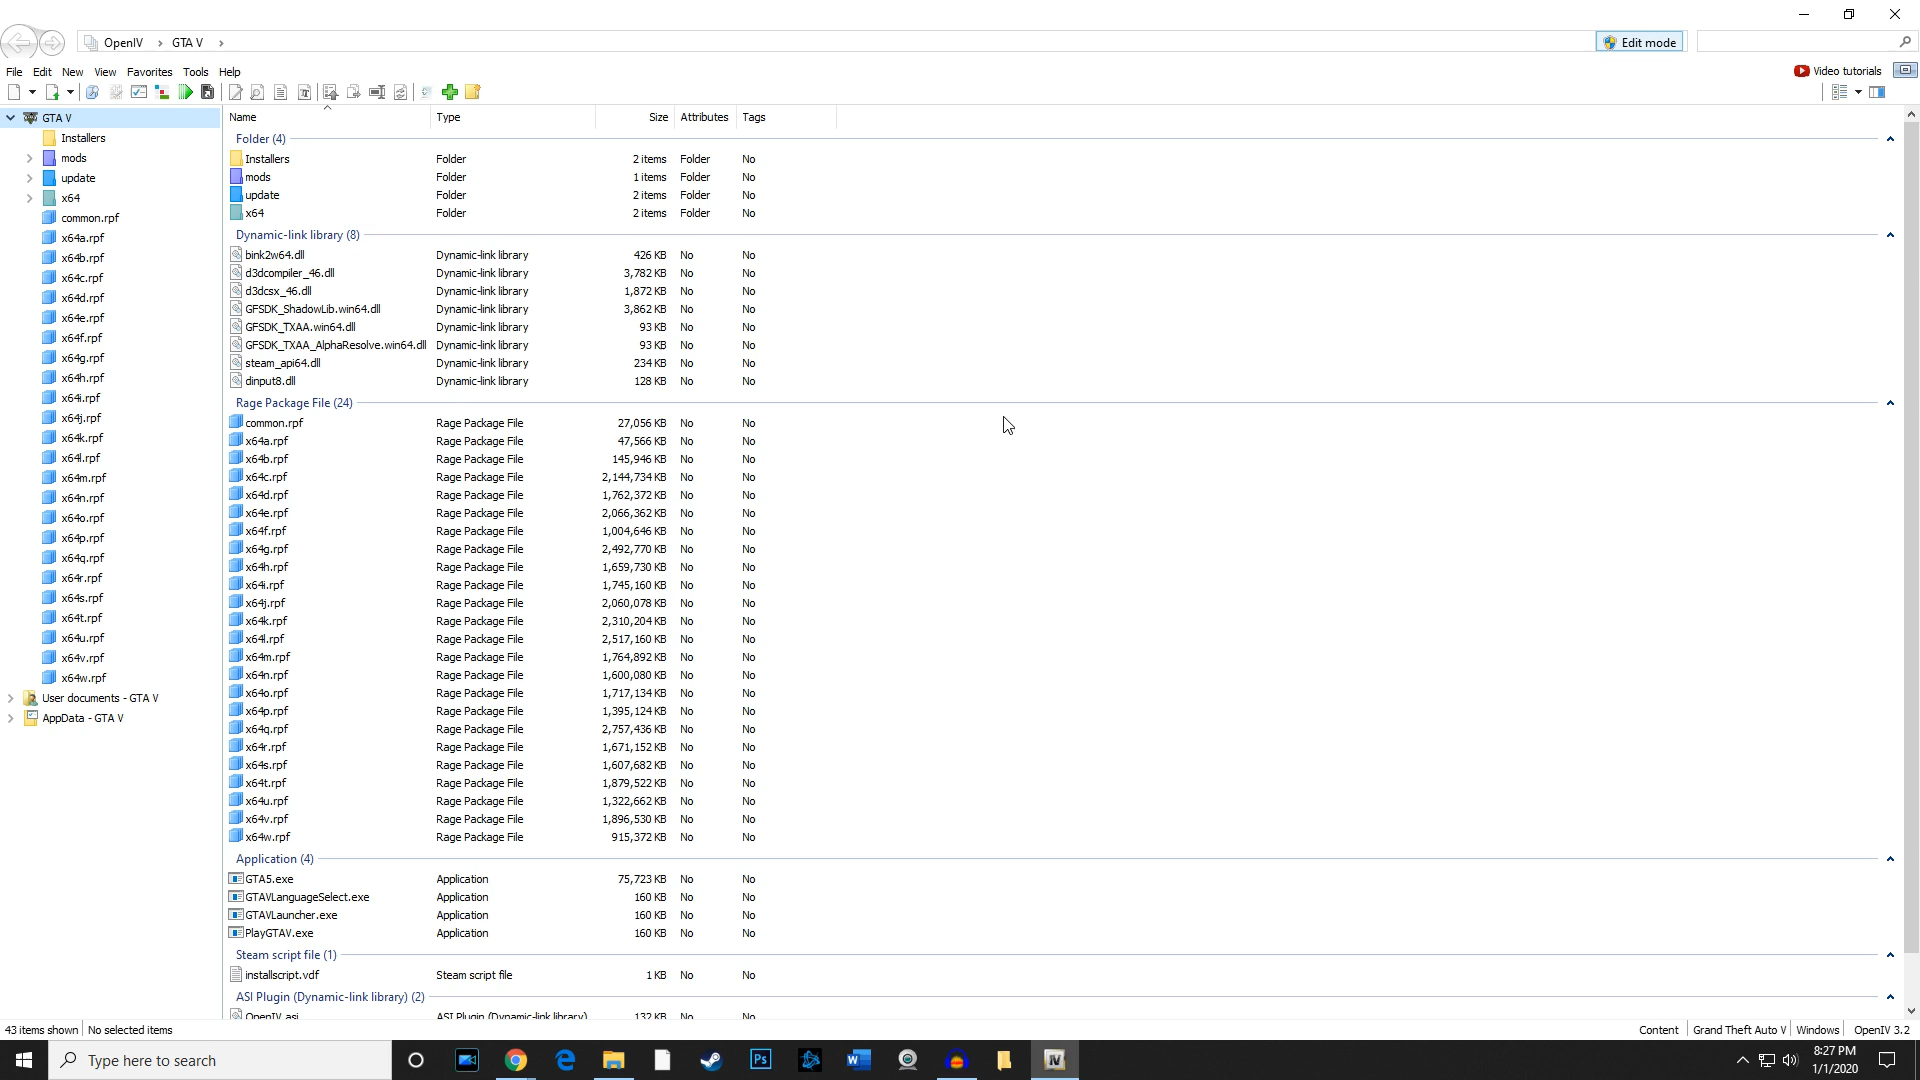 OpenIV > GTA V >
Edit mode
File Edit New View Favorites Tools Help
Video tutorials
GTA V
Installers
mods
update
x64
common.rpf
x64a.rpf
x64b.rpf
x64c.rpf
x64d.rpf
x64e.rpf
x64f.rpf
x64g.rpf
x64h.rpf
x64i.rpf
x64j.rpf
x64k.rpf
x64l.rpf
x64m.rpf
x64n.rpf
x64o.rpf
x64p.rpf
x64q.rpf
x64r.rpf
x64s.rpf
x64t.rpf
x64u.rpf
x64v.rpf
x64w.rpf
User documents - GTA V
AppData - GTA V
Name Type Size Attributes Tags
Folder (4)
Installers Folder 2 items Folder No
mods Folder 1 items Folder No
update Folder 2 items Folder No
x64 Folder 2 items Folder No
Dynamic-link library (8)
bink2w64.dll Dynamic-link library 426 KB No No
d3dcompiler_46.dll Dynamic-link library 3,782 KB No No
d3dcsx_46.dll Dynamic-link library 1,872 KB No No
GFSDK_ShadowLib.win64.dll Dynamic-link library 3,862 KB No No
GFSDK_TXAA.win64.dll Dynamic-link library 93 KB No No
GFSDK_TXAA_AlphaResolve.win64.dll Dynamic-link library 93 KB No No
steam_api64.dll Dynamic-link library 234 KB No No
dinput8.dll Dynamic-link library 128 KB No No
Rage Package File (24)
common.rpf Rage Package File 27,056 KB No No
x64a.rpf Rage Package File 47,566 KB No No
x64b.rpf Rage Package File 145,946 KB No No
x64c.rpf Rage Package File 2,144,734 KB No No
x64d.rpf Rage Package File 1,762,372 KB No No
x64e.rpf Rage Package File 2,066,362 KB No No
x64f.rpf Rage Package File 1,004,646 KB No No
x64g.rpf Rage Package File 2,492,770 KB No No
x64h.rpf Rage Package File 1,659,730 KB No No
x64i.rpf Rage Package File 1,745,160 KB No No
x64j.rpf Rage Package File 2,060,078 KB No No
x64k.rpf Rage Package File 2,310,204 KB No No
x64l.rpf Rage Package File 2,517,160 KB No No
x64m.rpf Rage Package File 1,764,892 KB No No
x64n.rpf Rage Package File 1,600,080 KB No No
x64o.rpf Rage Package File 1,717,134 KB No No
x64p.rpf Rage Package File 1,395,124 KB No No
x64q.rpf Rage Package File 2,757,436 KB No No
x64r.rpf Rage Package File 1,671,152 KB No No
x64s.rpf Rage Package File 1,607,682 KB No No
x64t.rpf Rage Package File 1,879,522 KB No No
x64u.rpf Rage Package File 1,322,662 KB No No
x64v.rpf Rage Package File 1,896,530 KB No No
x64w.rpf Rage Package File 915,372 KB No No
Application (4)
GTA5.exe Application 75,723 KB No No
GTAVLanguageSelect.exe Application 160 KB No No
GTAVLauncher.exe Application 160 KB No No
PlayGTAV.exe Application 160 KB No No
Steam script file (1)
installscript.vdf Steam script file 1 KB No No
ASI Plugin (Dynamic-link library) (2)
OpenIV.asi ASI Plugin (Dynamic-link library) 132 KB No No
43 items shown No selected items
Content Grand Theft Auto V Windows OpenIV 3.2
Type here to search
Ps
W
IV
8:27 PM
1/1/2020